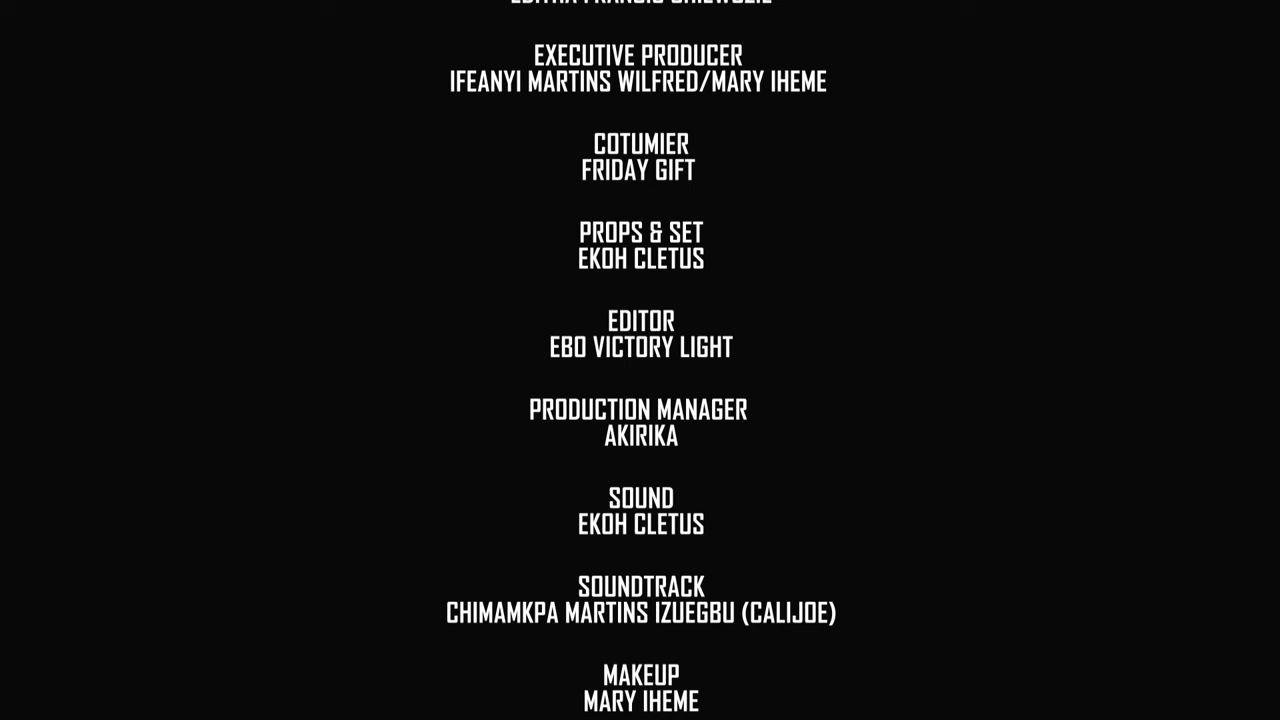 EXECUTIVE PRODUCER
IFEANYI MARTINS WILFRED/MARY IHEME
COTUMIER
FRIDAY GIFT
PROPS & SET
EKOH CLETUS
EDITOR
EBO VICTORY LIGHT
PRODUCTION MANAGER
AKIRIKA
SOUND
EKOH CLETUS
SOUNDTRACK
CHIMAMKPA MARTINS IZUEGBU (CALIJOE)
MAKEUP
MARY IHEME